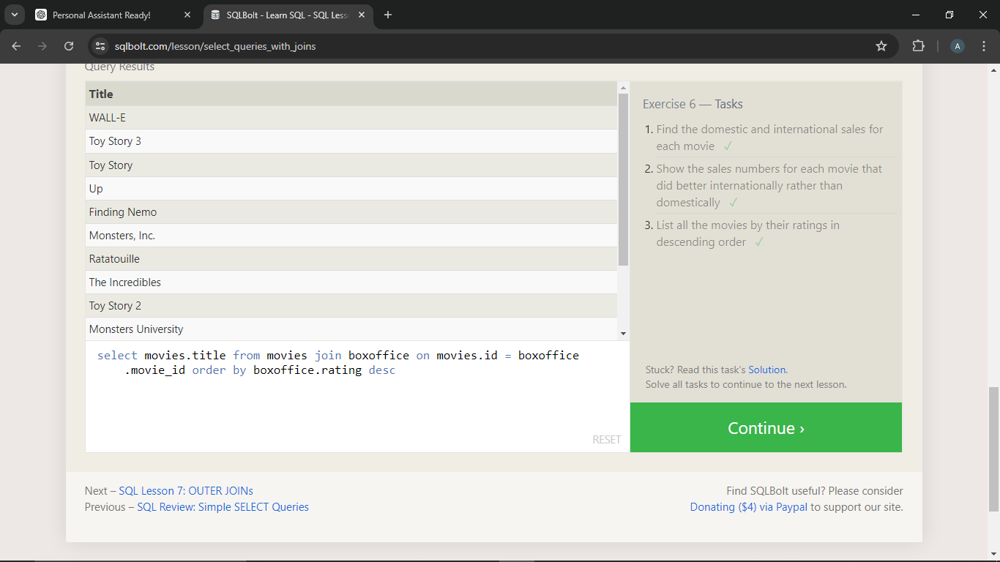 Personal Assistant Ready!
SQLBolt - Learn SQL - SQL Less
sqlbolt.com/lesson/select_queries_with_joins
A
Query Results
Title
WALL-E
Toy Story 3
Toy Story
Up
Finding Nemo
Monsters, Inc.
Ratatouille
The Incredibles
Toy Story 2
Monsters University
select movies.title from movies join boxoffice on movies.id = boxoffice
.movie_id order by boxoffice.rating desc
RESET
Exercise 6 — Tasks
1. Find the domestic and international sales for
each movie ✓
2. Show the sales numbers for each movie that
did better internationally rather than
domestically ✓
3. List all the movies by their ratings in
descending order ✓
Stuck? Read this task's Solution.
Solve all tasks to continue to the next lesson.
Continue ›
Next – SQL Lesson 7: OUTER JOINs
Previous – SQL Review: Simple SELECT Queries
Find SQLBolt useful? Please consider
Donating ($4) via Paypal to support our site.